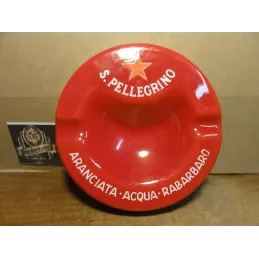 S. PELLEGRINO
ARANCIATA · ACQUA · RABARBARO